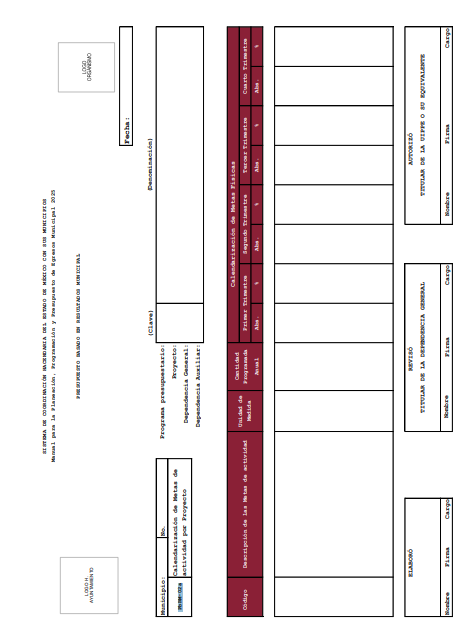 SISTEMA DE COORDINACIÓN HACENDARIA DEL ESTADO DE MÉXICO CON SUS MUNICIPIOS
Manual para la Planeación, Programación y Presupuesto de Egresos Municipal 2025
LOGO H.
AYUNTAMIENTO
LOGO
ORGANISMO
PRESUPUESTO BASADO EN RESULTADOS MUNICIPAL
Fecha:
Municipio: No.
Calendarización de Metas de
actividad por Proyecto
(Clave) (Denominación)
Programa presupuestario:
Proyecto:
Dependencia General:
Dependencia Auxiliar:
Código Descripción de las Metas de actividad Unidad de
Medida Cantidad
Programada
Anual
Calendarización de Metas Físicas
Primer Trimestre Segundo Trimestre Tercer Trimestre Cuarto Trimestre
Abs. % Abs. % Abs. % Abs. %
ELABORÓ
Nombre Firma Cargo
REVISÓ
TITULAR DE LA DEPENDENCIA GENERAL
Nombre Firma Cargo
AUTORIZÓ
TITULAR DE LA UIPPE O SU EQUIVALENTE
Nombre Firma Cargo